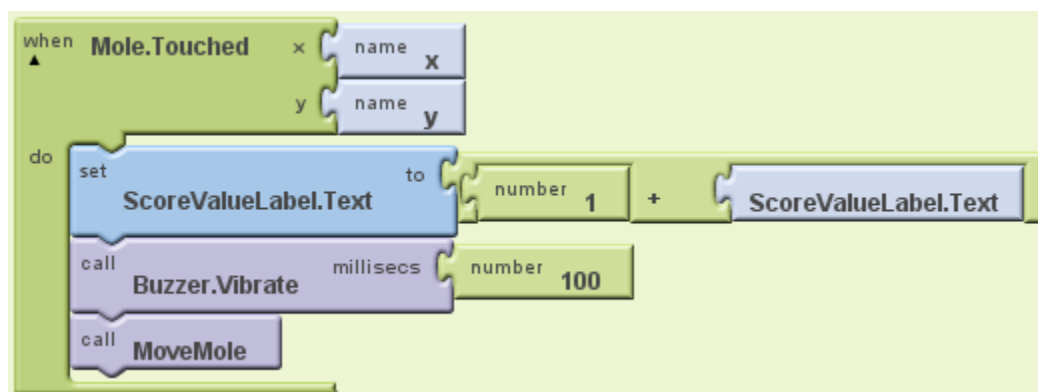 when Mole.Touched x name x
y name y
do
set ScoreValueLabel.Text to number 1 + ScoreValueLabel.Text
call Buzzer.Vibrate millisecs number 100
call MoveMole